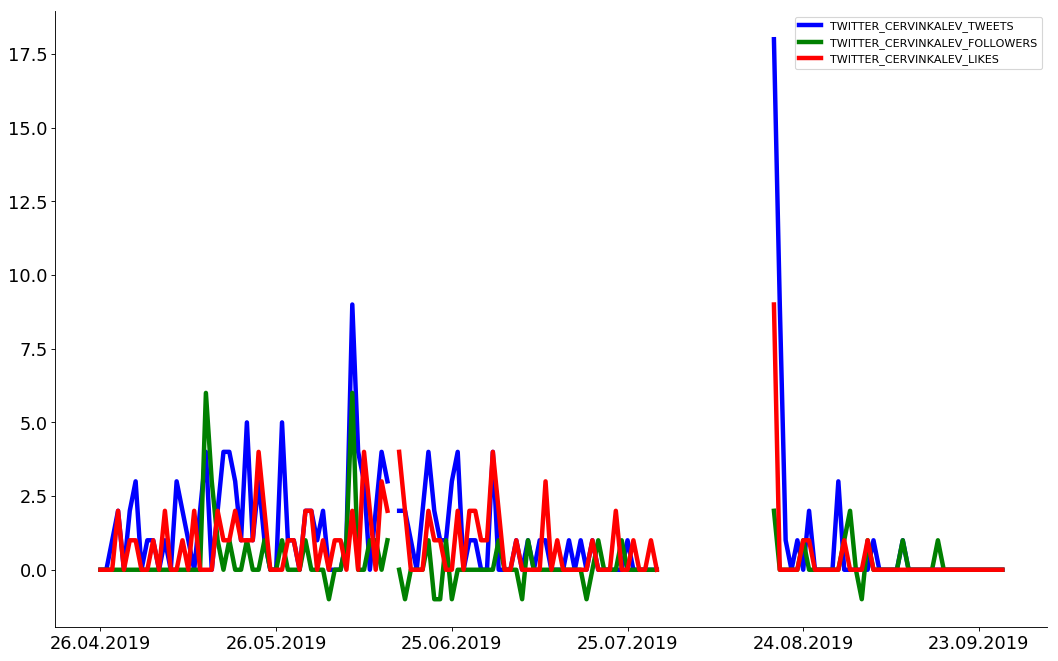 TWITTER_CERVINKALEV_TWEETS
TWITTER_CERVINKALEV_FOLLOWERS
TWITTER_CERVINKALEV_LIKES
17.5
15.0
12.5
10.0
7.5
5.0
2.5
0.0
26.04.2019 26.05.2019 25.06.2019 25.07.2019 24.08.2019 23.09.2019